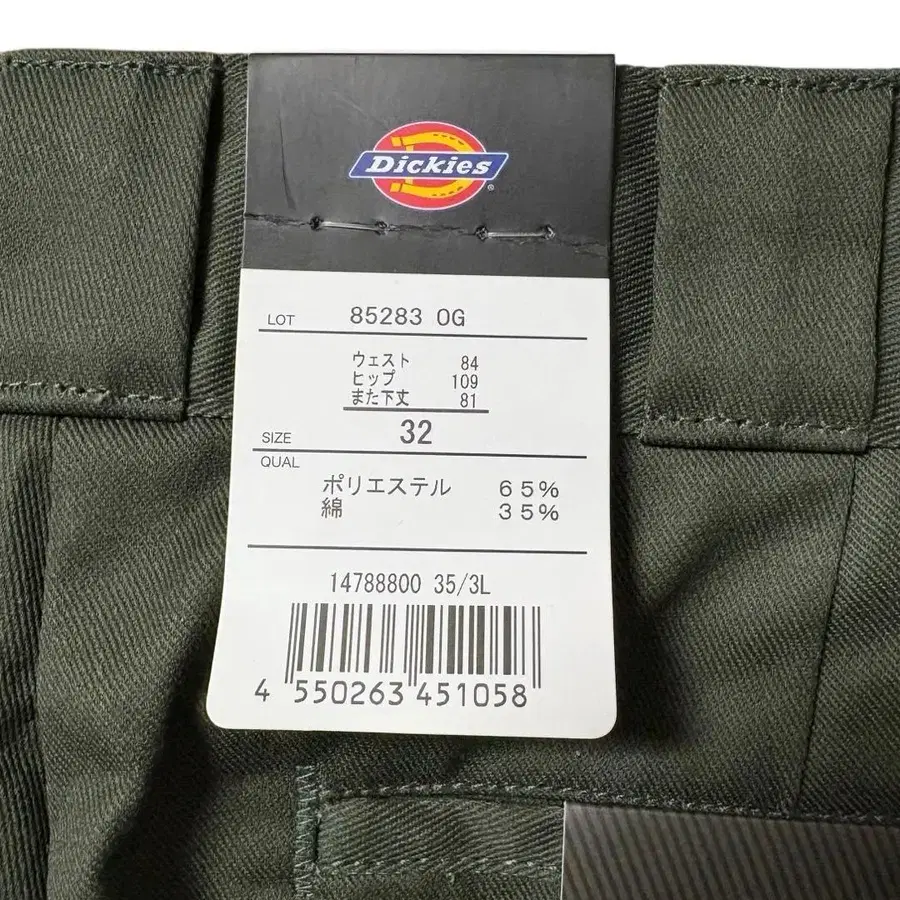 Dickies
LOT 85283 OG
ウェスト 84
ヒップ 109
また下丈 81
SIZE 32
QUAL
ポリエステル 65%
綿 35%
14788800 35/3L
4 550263 451058